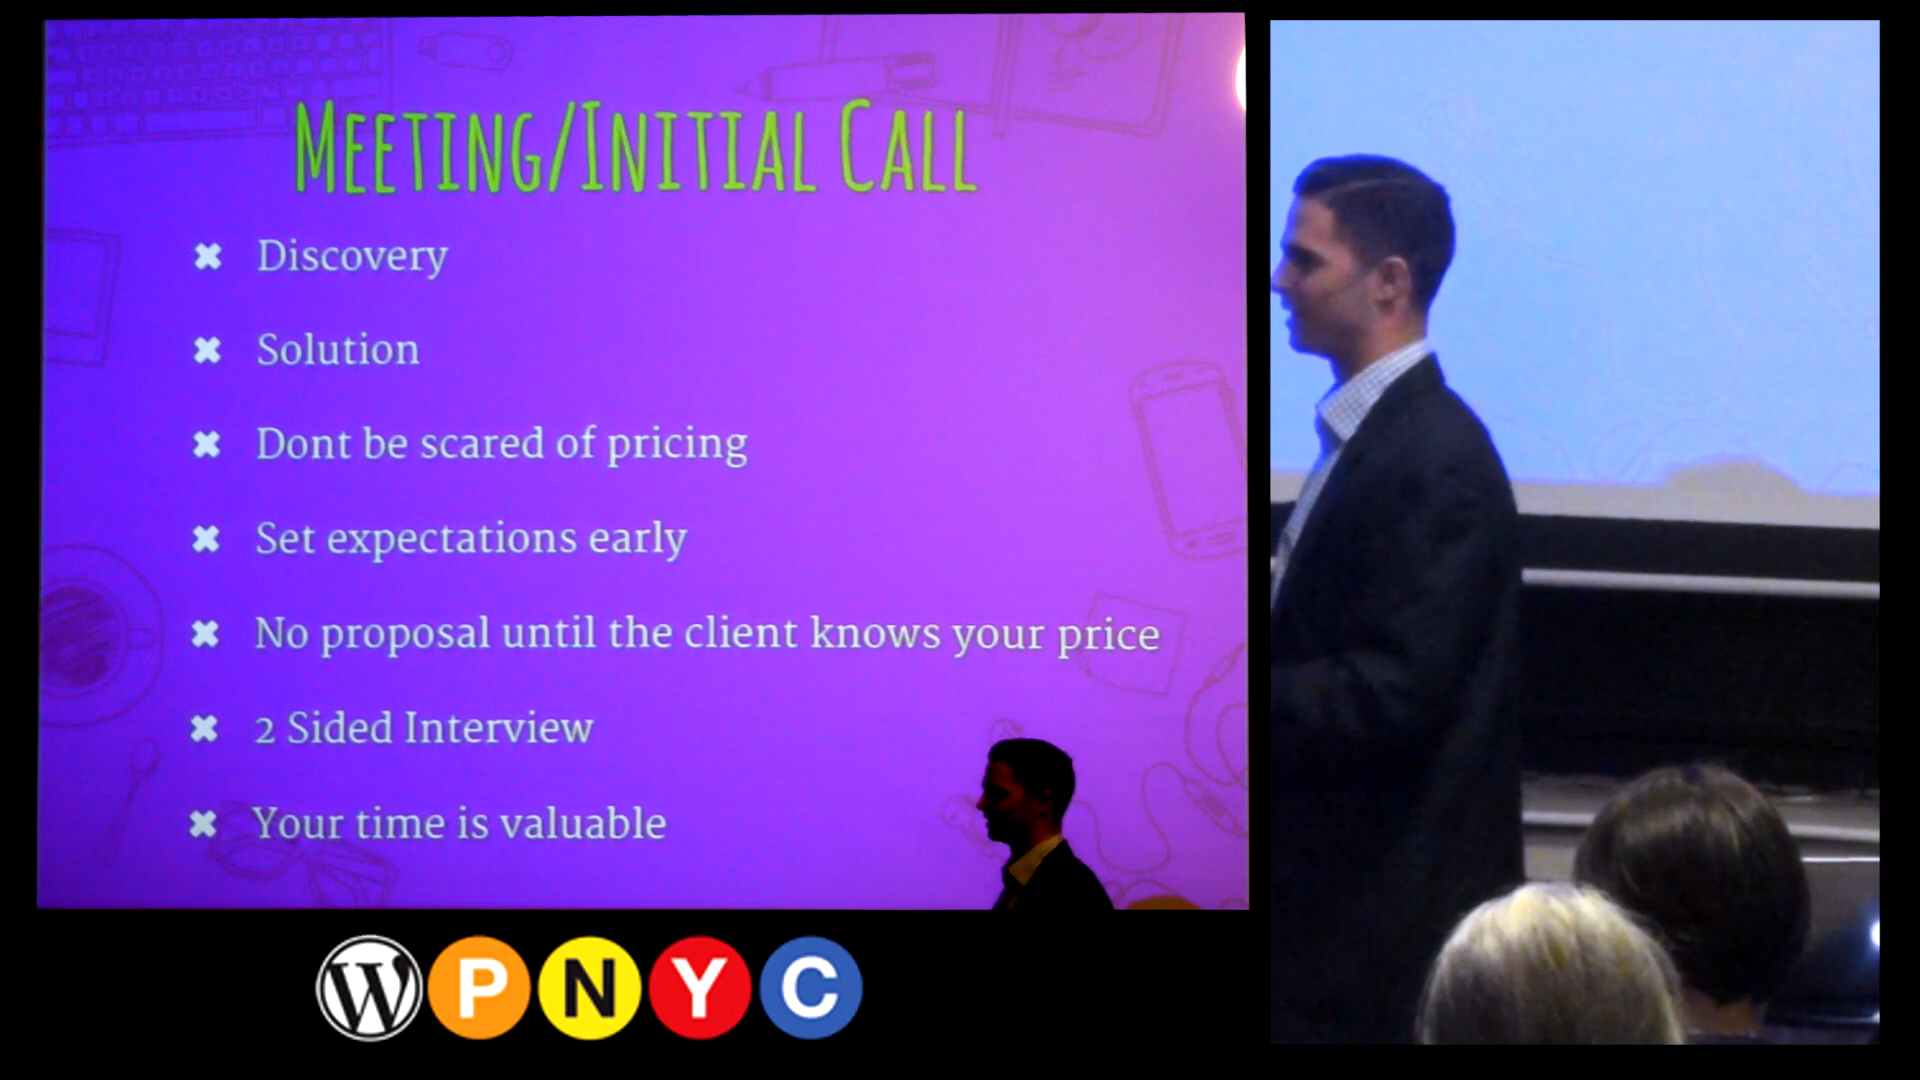 Meeting/Initial Call
Discovery
Solution
Dont be scared of pricing
Set expectations early
No proposal until the client knows your price
2 Sided Interview
Your time is valuable
WPNYC